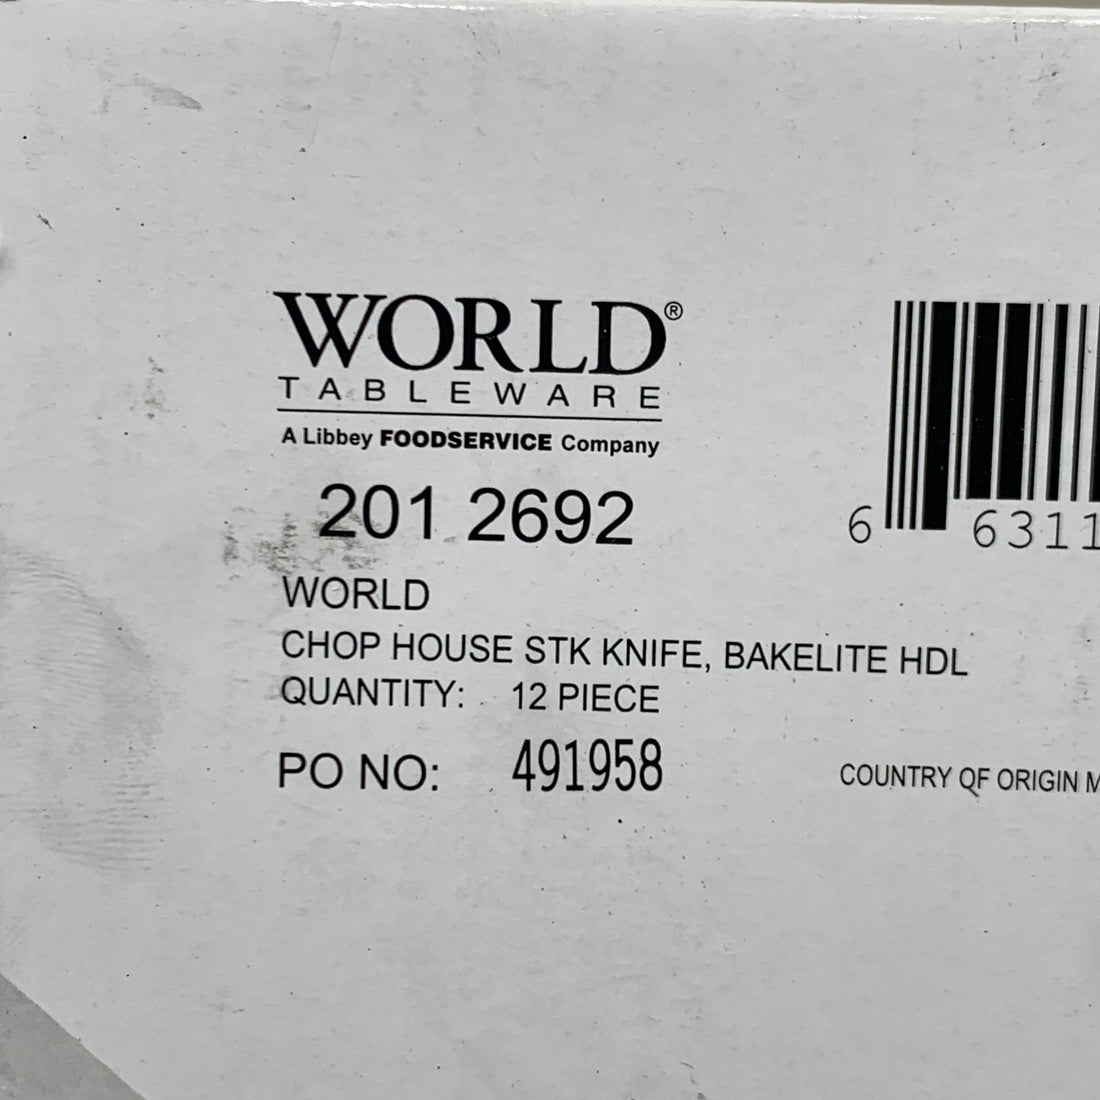 WORLD®
TABLEWARE
A Libbey FOODSERVICE Company
201 2692
WORLD
CHOP HOUSE STK KNIFE, BAKELITE HDL
QUANTITY: 12 PIECE
PO NO: 491958
6 6311
COUNTRY OF ORIGIN M